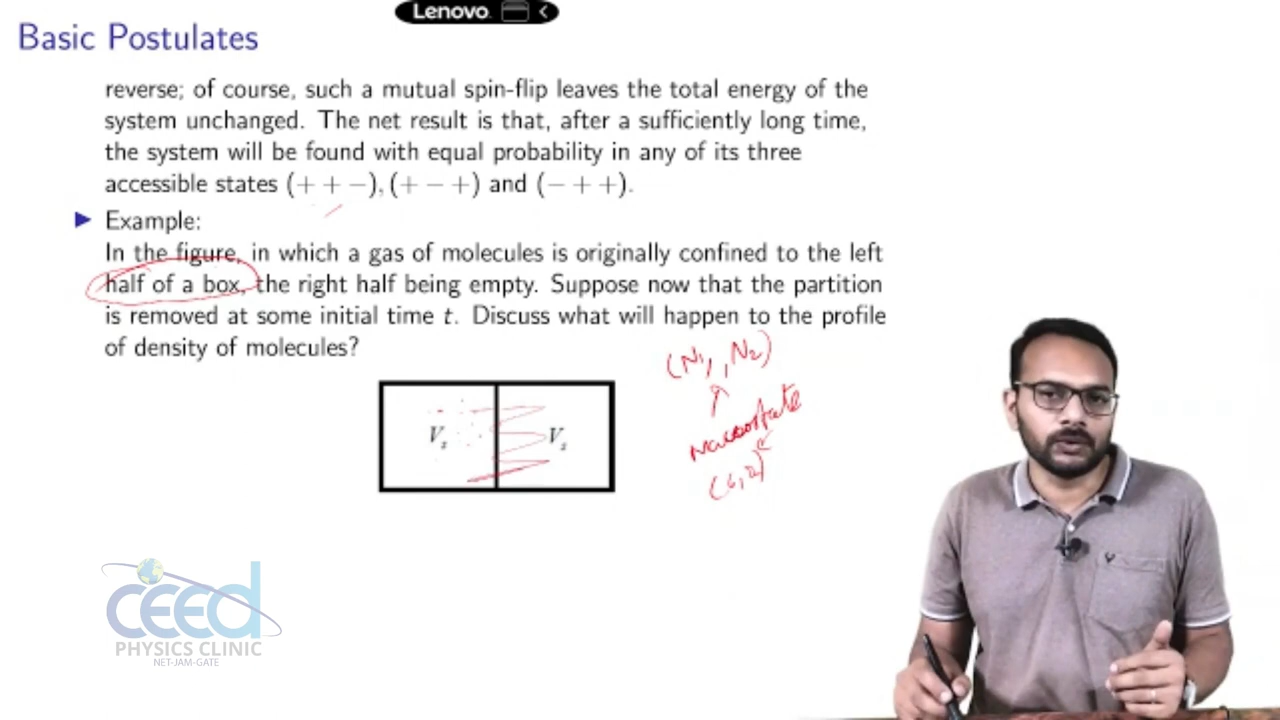 Lenovo
Basic Postulates
reverse; of course, such a mutual spin-flip leaves the total energy of the
system unchanged. The net result is that, after a sufficiently long time,
the system will be found with equal probability in any of its three
accessible states (+ + −), (+ − +) and (− + +).
▶ Example:
In the figure, in which a gas of molecules is originally confined to the left
half of a box, the right half being empty. Suppose now that the partition
is removed at some initial time t. Discuss what will happen to the profile
of density of molecules?
(N₁, , N₂)
Macrostate
V V
ceed
PHYSICS CLINIC
NET-JAM-GATE